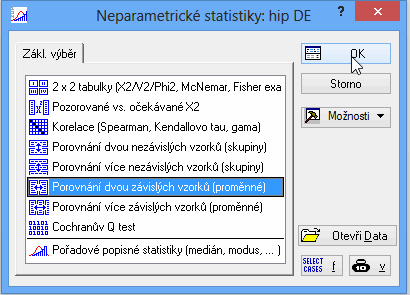 Neparametrické statistiky: hip DE
?
Zákl. výběr
2 x 2 tabulky (X2/V2/Phi2, McNemar, Fisher exa
Pozorované vs. očekávané X2
Korelace (Spearman, Kendallovo tau, gama)
Porovnání dvou nezávislých vzorků (skupiny)
Porovnání více nezávislých vzorků (skupiny)
Porovnání dvou závislých vzorků (proměnné)
Porovnání více závislých vzorků (proměnné)
Cochranův Q test
Pořadové popisné statistiky (medián, modus, ... )
OK
Storno
Možnosti
Otevři Data
SELECT CASES
f
v